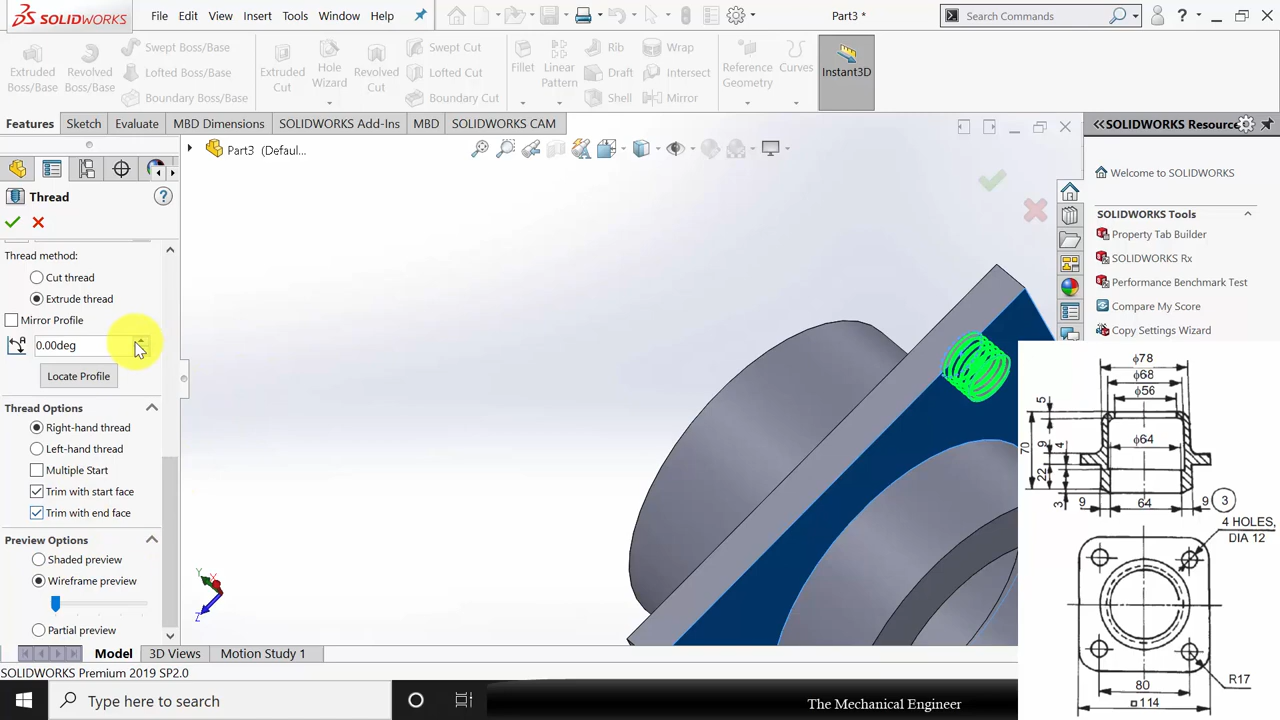 SOLIDWORKS File Edit View Insert Tools Window Help Part3 * Search Commands ?
Extruded Boss/Base Revolved Boss/Base Swept Boss/Base Lofted Boss/Base Boundary Boss/Base Extruded Cut Hole Wizard Revolved Cut Swept Cut Lofted Cut Boundary Cut Fillet Linear Pattern Rib Draft Shell Wrap Intersect Mirror Reference Geometry Curves Instant3D
Features Sketch Evaluate MBD Dimensions SOLIDWORKS Add-Ins MBD SOLIDWORKS CAM
<<SOLIDWORKS Resourc
Part3 (Defaul...
Thread ?
Thread method:
Cut thread
Extrude thread
Mirror Profile
0.00deg
Locate Profile
Thread Options
Right-hand thread
Left-hand thread
Multiple Start
Trim with start face
Trim with end face
Preview Options
Shaded preview
Wireframe preview
Partial preview
Y X Z
Welcome to SOLIDWORKS
SOLIDWORKS Tools
Property Tab Builder
SOLIDWORKS Rx
Performance Benchmark Test
Compare My Score
Copy Settings Wizard
ϕ78
ϕ68
ϕ56
5
70
9
4
ϕ64
22
3
9
64
9
3
4 HOLES,
DIA 12
R17
80
□114
Model 3D Views Motion Study 1
SOLIDWORKS Premium 2019 SP2.0
Type here to search
The Mechanical Engineer